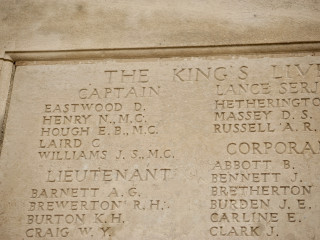 THE KING'S LIVE
CAPTAIN
EASTWOOD D.
HENRY N., M.C.
HOUGH E. B., M.C.
LAIRD C.
WILLIAMS J. S., M.C.
LIEUTENANT
BARNETT A. G.
BREWERTON R. H.
BURTON K. H.
CRAIG W. Y.
LANCE SERJ
HETHERINGTO
MASSEY D. S.
RUSSELL A. R.
CORPORA
ABBOTT B.
BENNETT J.
BRETHERTON
BURDEN J. E.
CARLINE E.
CLARK J.